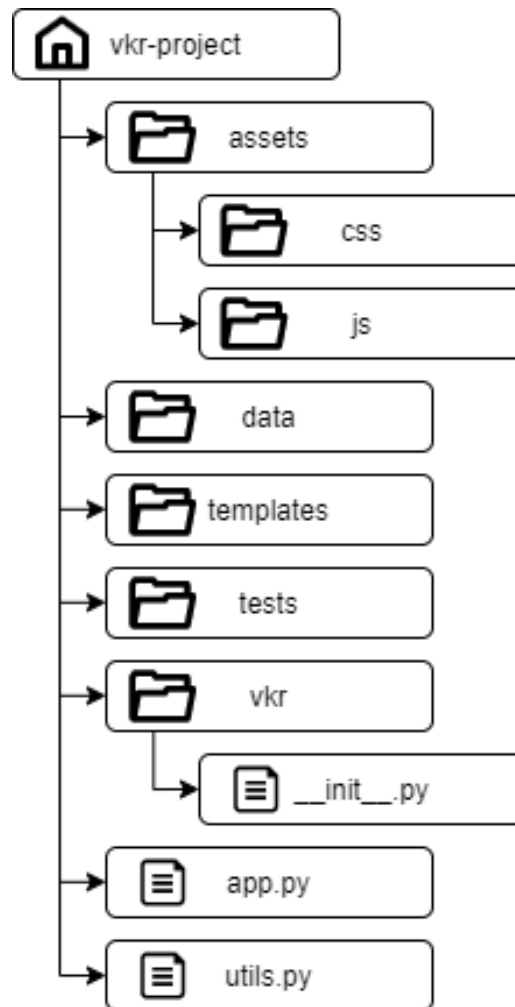 vkr-project
assets
css
js
data
templates
tests
vkr
__init__.py
app.py
utils.py